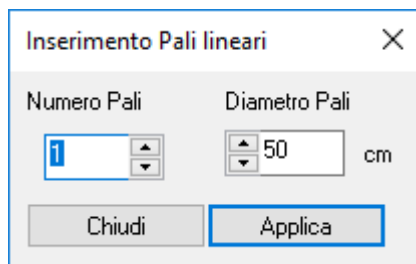 Inserimento Pali lineari
Numero Pali Diametro Pali
1 50 cm
Chiudi Applica